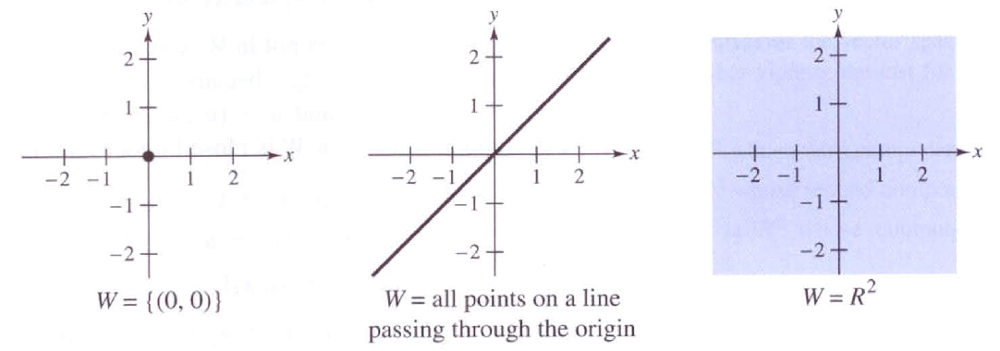 y
2
1
-2 -1 1 2 x
-1
-2
W = {(0, 0)}
y
2
1
-2 -1 1 2 x
-1
-2
W = all points on a line
passing through the origin
y
2
1
-2 -1 1 2 x
-1
-2
W = R²